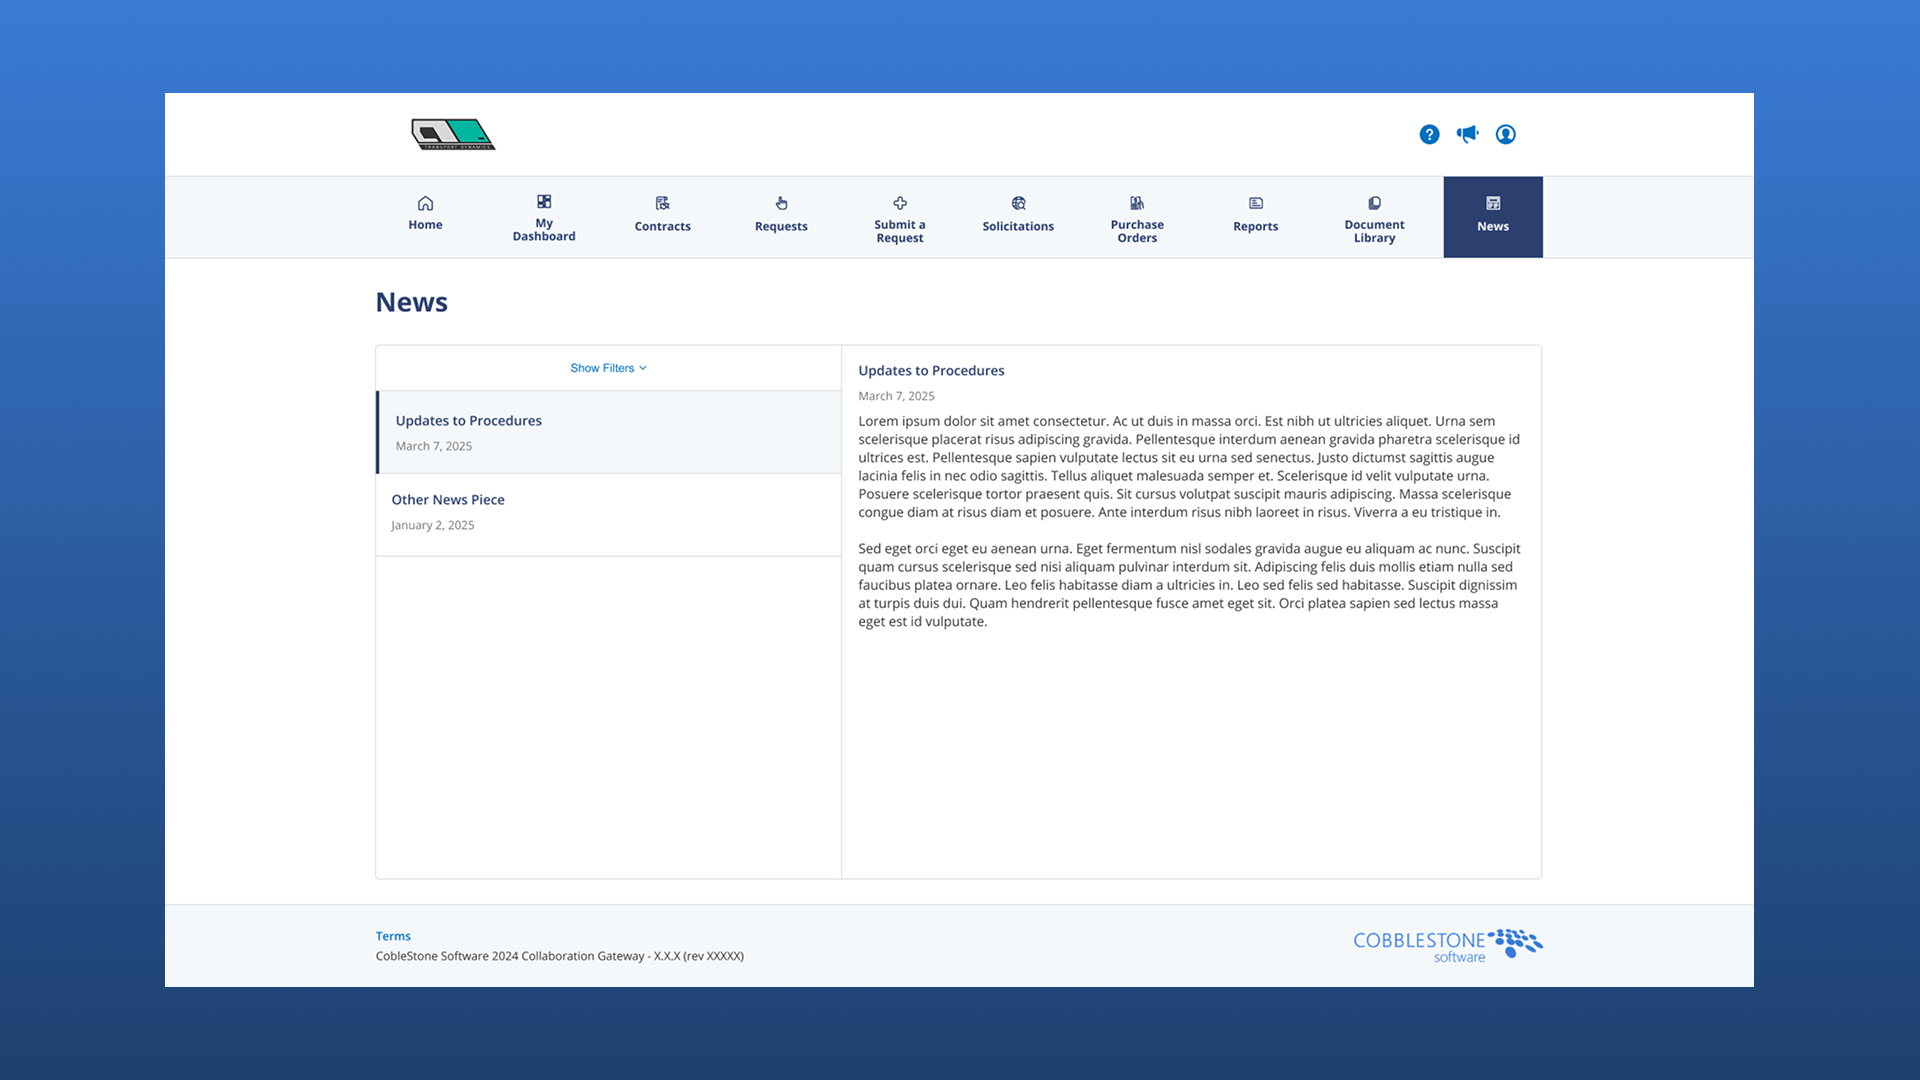 TRANSPORT DYNAMICS
?
Home
My
Dashboard
Contracts
Requests
Submit a
Request
Solicitations
Purchase
Orders
Reports
Document
Library
News
News
Show Filters
Updates to Procedures
March 7, 2025
Other News Piece
January 2, 2025
Updates to Procedures
March 7, 2025
Lorem ipsum dolor sit amet consectetur. Ac ut duis in massa orci. Est nibh ut ultricies aliquet. Urna sem
scelerisque placerat risus adipiscing gravida. Pellentesque interdum aenean gravida pharetra scelerisque id
ultrices est. Pellentesque sapien vulputate lectus sit eu urna sed senectus. Justo dictumst sagittis augue
lacinia felis in nec odio sagittis. Tellus aliquet malesuada semper et. Scelerisque id velit vulputate urna.
Posuere scelerisque tortor praesent quis. Sit cursus volutpat suscipit mauris adipiscing. Massa scelerisque
congue diam at risus diam et posuere. Ante interdum risus nibh laoreet in risus. Viverra a eu tristique in.
Sed eget orci eget eu aenean urna. Eget fermentum nisl sodales gravida augue eu aliquam ac nunc. Suscipit
quam cursus scelerisque sed nisi aliquam pulvinar interdum sit. Adipiscing felis duis mollis etiam nulla sed
faucibus platea ornare. Leo felis habitasse diam a ultricies in. Leo sed felis sed habitasse. Suscipit dignissim
at turpis duis dui. Quam hendrerit pellentesque fusce amet eget sit. Orci platea sapien sed lectus massa
eget est id vulputate.
Terms
CobleStone Software 2024 Collaboration Gateway - X.X.X (rev XXXXX)
COBBLESTONE
software